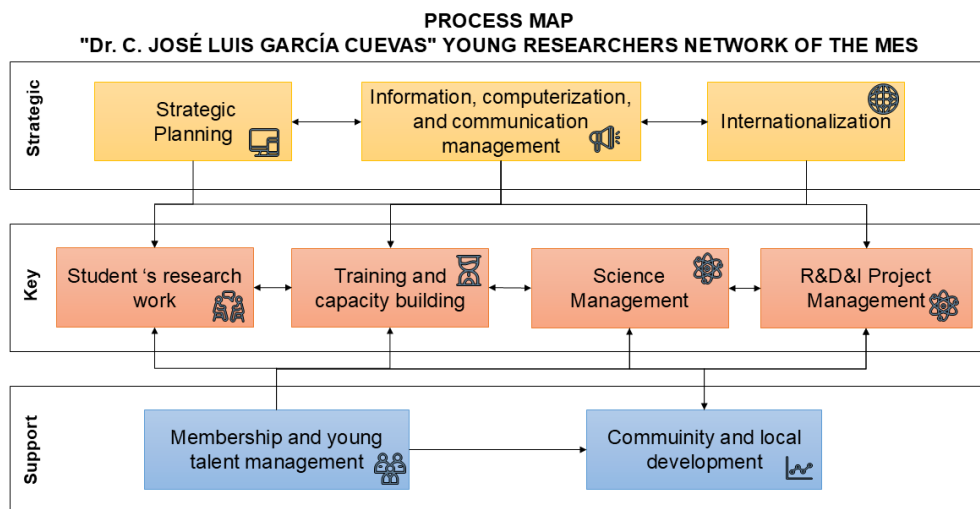 PROCESS MAP
"Dr. C. JOSÉ LUIS GARCÍA CUEVAS" YOUNG RESEARCHERS NETWORK OF THE MES
Strategic
Strategic
Planning
Information, computerization,
and communication
management
Internationalization
Key
Student ‘s research
work
Training and
capacity building
Science
Management
R&D&I Project
Management
Support
Membership and young
talent management
Commuinity and local
development